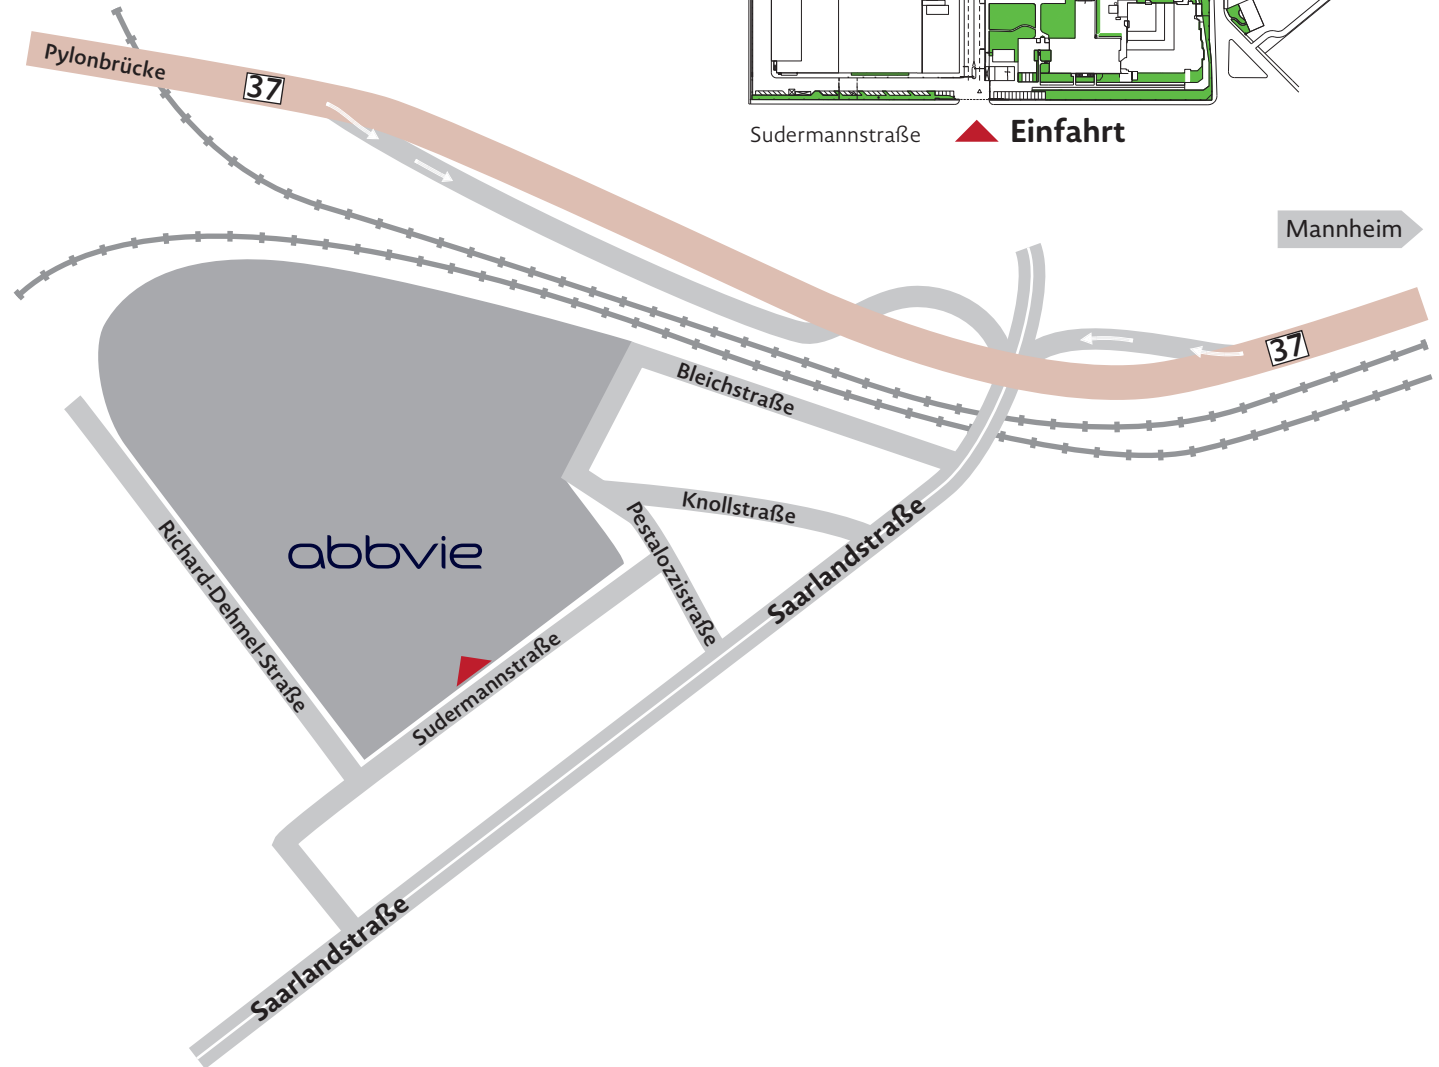 Pylonbrücke
37
Sudermannstraße
Einfahrt
Mannheim
37
Bleichstraße
Knollstraße
Pestalozzistraße
Saarlandstraße
abbvie
Richard-Dehmel-Straße
Sudermannstraße
Saarlandstraße